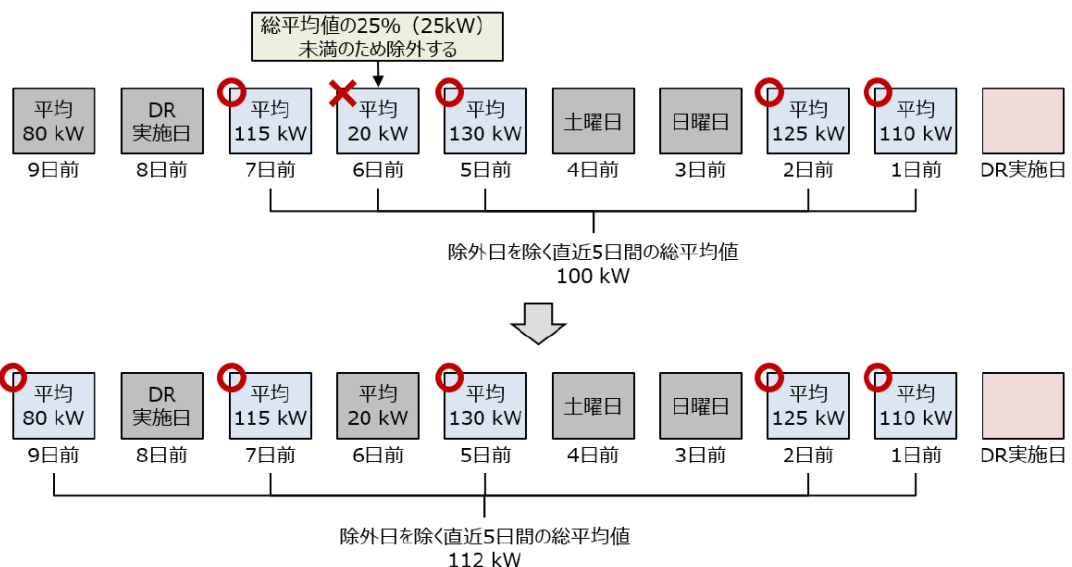 総平均値の25%（25kW）
未満のため除外する
平均
80 kW
DR
実施日
平均
115 kW
平均
20 kW
平均
130 kW
土曜日
日曜日
平均
125 kW
平均
110 kW
9日前
8日前
7日前
6日前
5日前
4日前
3日前
2日前
1日前
DR実施日
除外日を除く直近5日間の総平均値
100 kW
平均
80 kW
DR
実施日
平均
115 kW
平均
20 kW
平均
130 kW
土曜日
日曜日
平均
125 kW
平均
110 kW
9日前
8日前
7日前
6日前
5日前
4日前
3日前
2日前
1日前
DR実施日
除外日を除く直近5日間の総平均値
112 kW